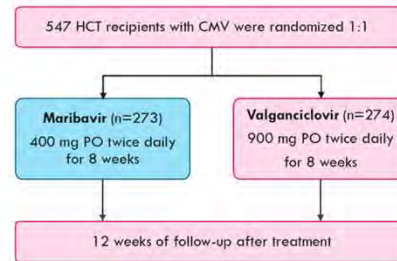 547 HCT recipients with CMV were randomized 1:1
Maribavir (n=273)
400 mg PO twice daily
for 8 weeks
Valganciclovir (n=274)
900 mg PO twice daily
for 8 weeks
12 weeks of follow-up after treatment